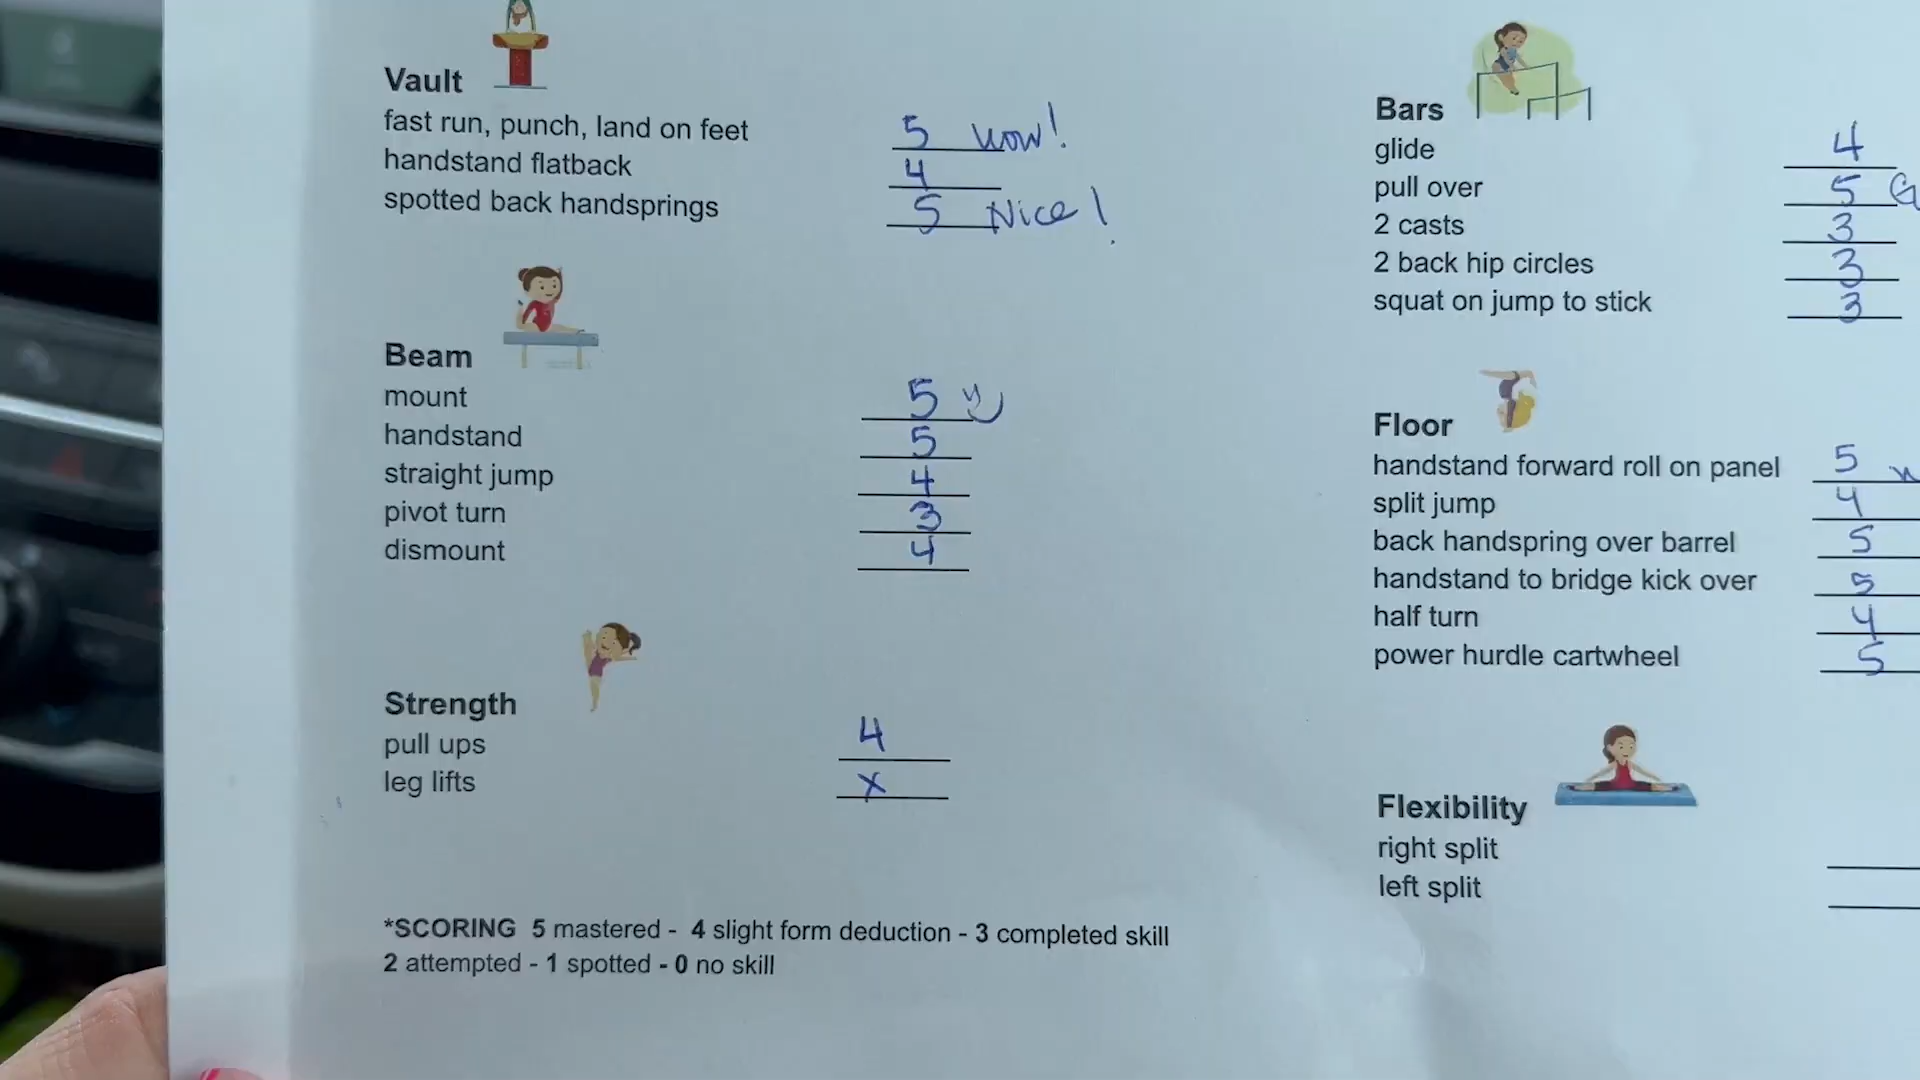 Vault
fast run, punch, land on feet 5 wow!
handstand flatback 4
spotted back handsprings 5 Nice!
Beam
mount 5
handstand 5
straight jump 4
pivot turn 3
dismount 4
Strength
pull ups 4
leg lifts x
*SCORING 5 mastered - 4 slight form deduction - 3 completed skill
2 attempted - 1 spotted - 0 no skill
Bars
glide 4
pull over 5
2 casts 3
2 back hip circles 3
squat on jump to stick 3
Floor
handstand forward roll on panel 5
split jump 4
back handspring over barrel 5
handstand to bridge kick over 5
half turn 4
power hurdle cartwheel 5
Flexibility
right split
left split